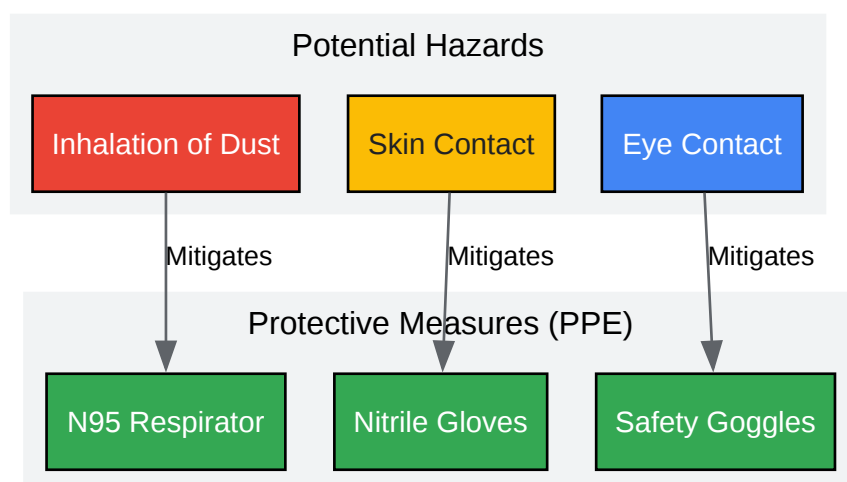 Potential Hazards
Inhalation of Dust
Skin Contact
Eye Contact
Mitigates
Mitigates
Mitigates
Protective Measures (PPE)
N95 Respirator
Nitrile Gloves
Safety Goggles